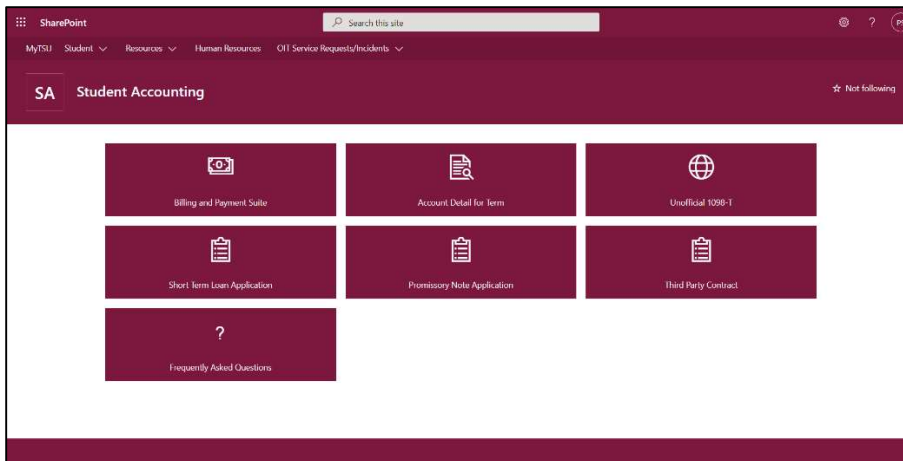 SharePoint Search this site ?
MyTSU Student Resources Human Resources OIT Service Requests/Incidents
SA Student Accounting Not following
Billing and Payment Suite Account Detail for Term Unofficial 1098-T
Short Term Loan Application Promissory Note Application Third Party Contract
?
Frequently Asked Questions